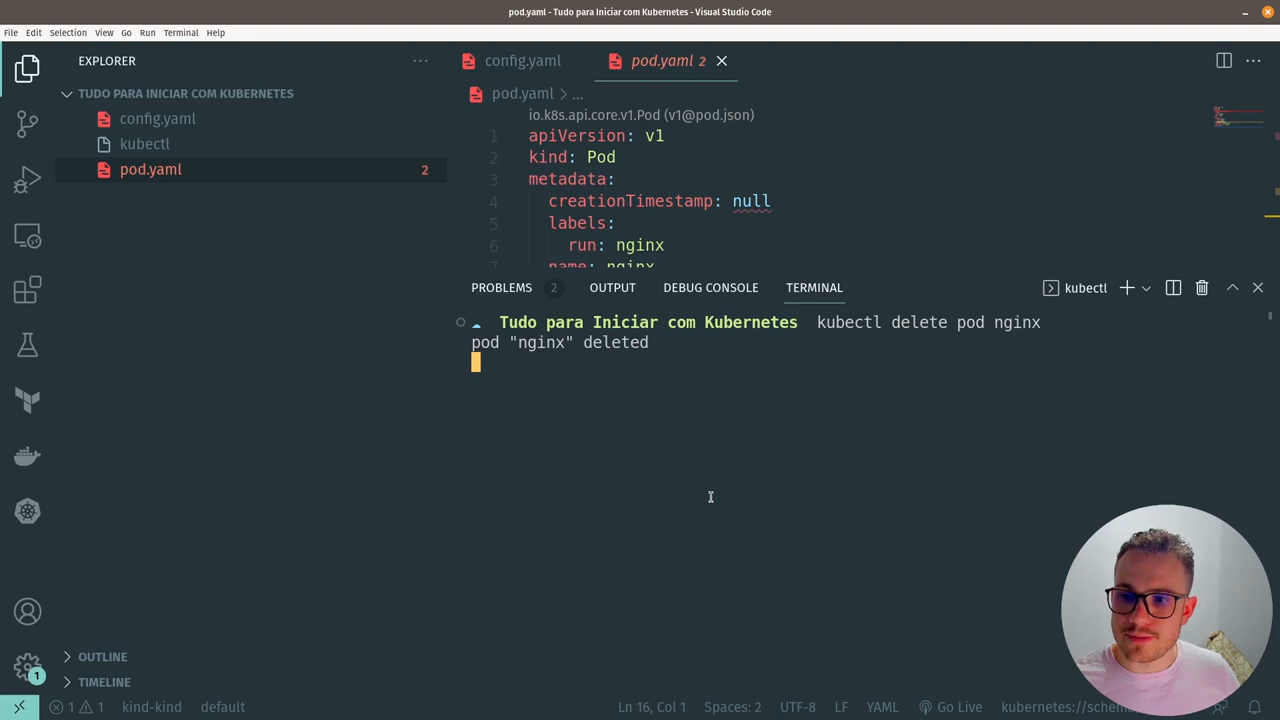 pod.yaml - Tudo para Iniciar com Kubernetes - Visual Studio Code
File Edit Selection View Go Run Terminal Help
EXPLORER
TUDO PARA INICIAR COM KUBERNETES
config.yaml
kubectl
pod.yaml 2
config.yaml pod.yaml 2
pod.yaml > ...
io.k8s.api.core.v1.Pod (v1@pod.json)
1 apiVersion: v1
2 kind: Pod
3 metadata:
4 creationTimestamp: null
5 labels:
6 run: nginx
7 name: nginx
PROBLEMS 2 OUTPUT DEBUG CONSOLE TERMINAL kubectl
Tudo para Iniciar com Kubernetes kubectl delete pod nginx
pod "nginx" deleted
OUTLINE
TIMELINE
1
1 1 kind-kind default Ln 16, Col 1 Spaces: 2 UTF-8 LF YAML Go Live kubernetes://schem